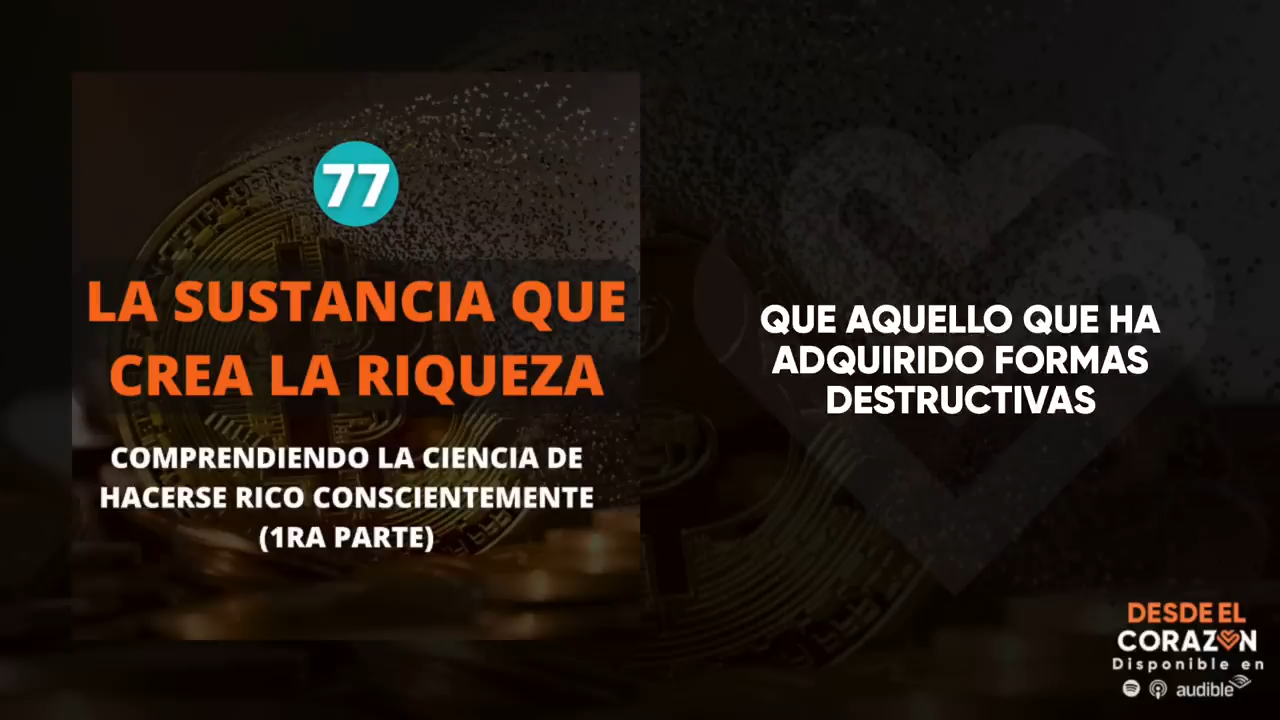 77
LA SUSTANCIA QUE
CREA LA RIQUEZA
COMPRENDIENDO LA CIENCIA DE
HACERSE RICO CONSCIENTEMENTE
(1RA PARTE)
QUE AQUELLO QUE HA
ADQUIRIDO FORMAS
DESTRUCTIVAS
DESDE EL
CORAZON
Disponible en
audible